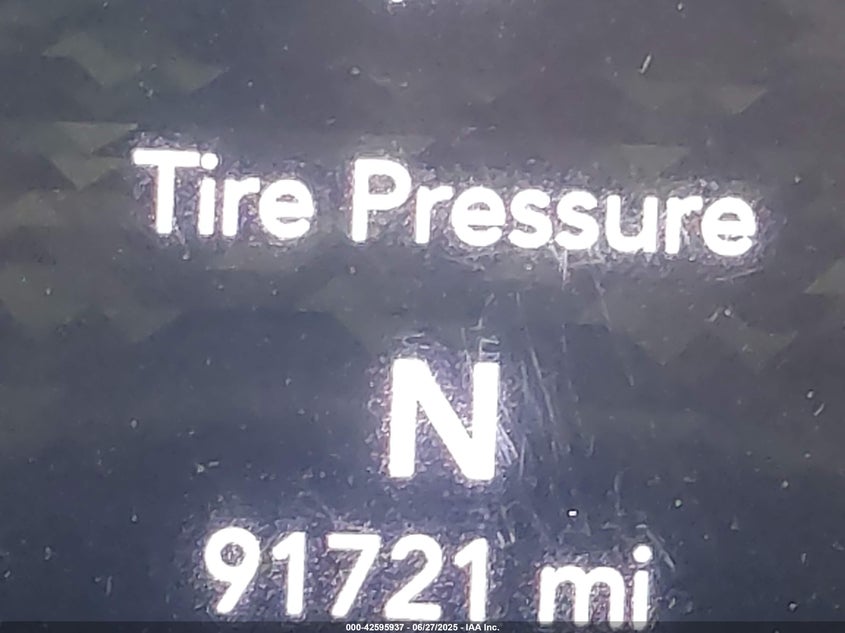 Tire Pressure
N
91721 mi
000-42595937 - 06/27/2025 - IAA Inc.